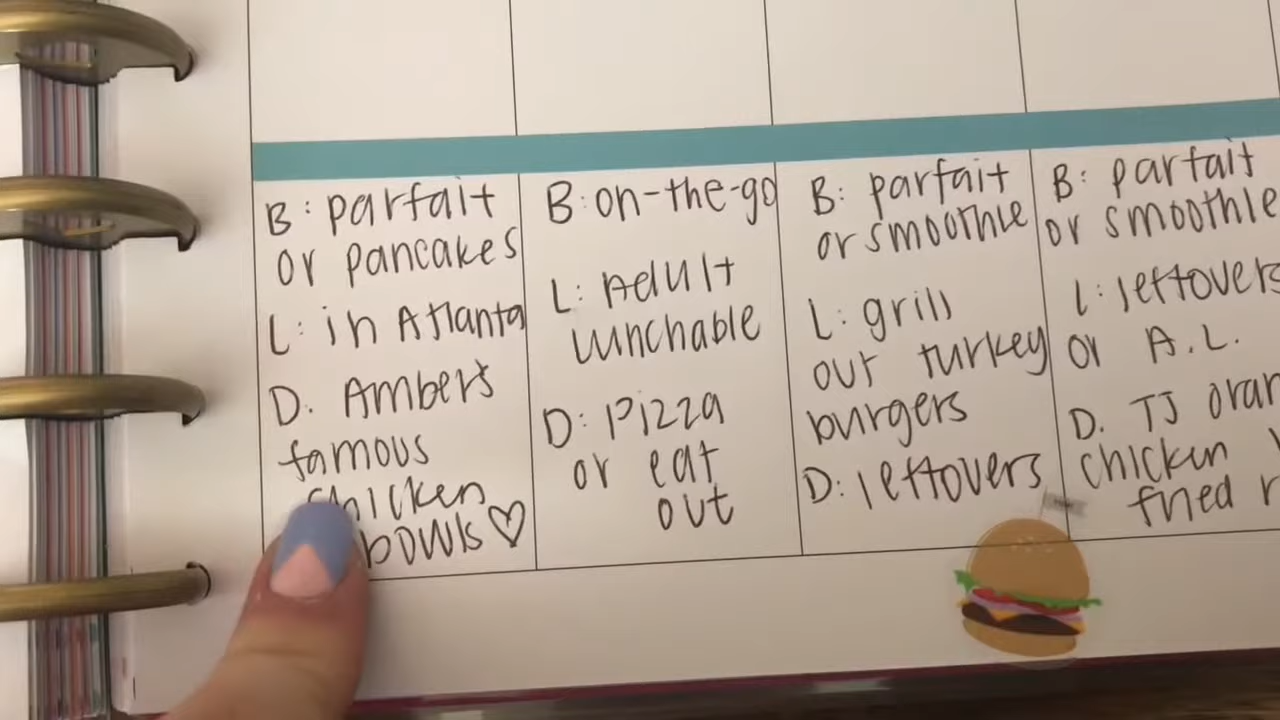 B: parfait
or pancakes
L: in Atlanta
D. Amber's
famous
chicken
bowls ♡
B: on-the-go
L: Adult
Lunchable
D: Pizza
or eat
out
B: parfait
or smoothie
L: grill
out turkey
burgers
D: leftovers
B: parfait
or smoothie
L: leftovers
or A.L.
D. TJ
chicken
fried